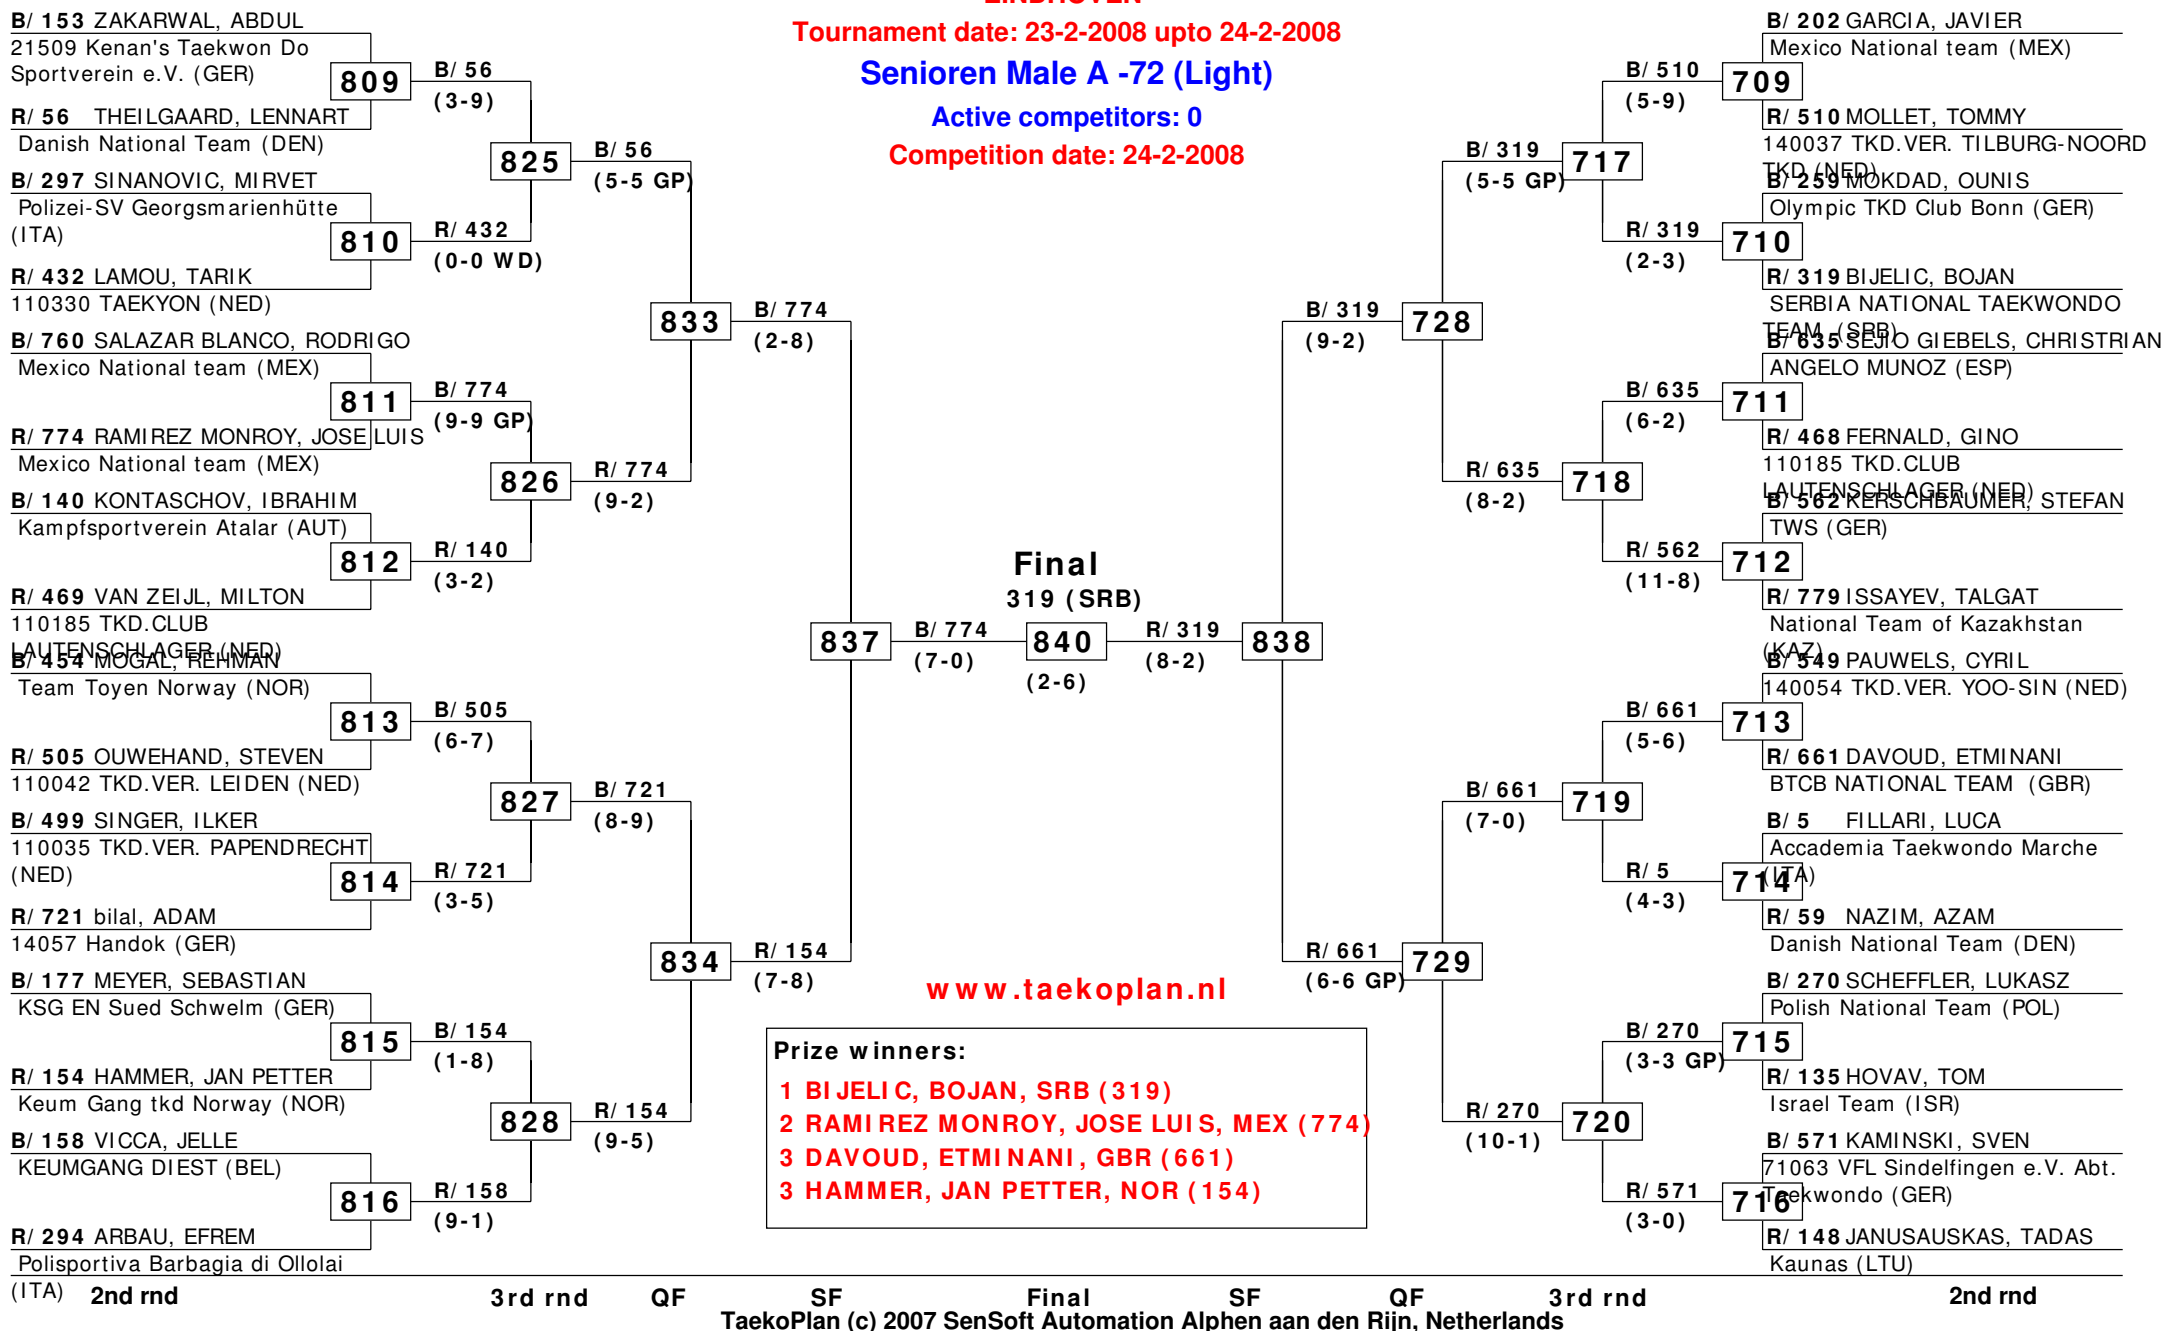 EINDHOVEN
Tournament date: 23-2-2008 upto 24-2-2008
Senioren Male A -72 (Light)
Active competitors: 0
Competition date: 24-2-2008
B/ 153 ZAKARWAL, ABDUL
21509 Kenan's Taekwon Do
Sportverein e.V. (GER)
809
R/ 56 THEILGAARD, LENNART
Danish National Team (DEN)
B/ 297 SINANOVIC, MIRVET
Polizei-SV Georgsmarienhütte
(ITA)
810
R/ 432 LAMOU, TARIK
110330 TAEKYON (NED)
B/ 760 SALAZAR BLANCO, RODRIGO
Mexico National team (MEX)
811
R/ 774 RAMIREZ MONROY, JOSE LUIS
Mexico National team (MEX)
B/ 140 KONTASCHOV, IBRAHIM
Kampfsportverein Atalar (AUT)
812
R/ 469 VAN ZEIJL, MILTON
110185 TKD.CLUB
LAUTENSCHLAGER (NED)
B/ 454 MOGAL, REHMAN
Team Toyen Norway (NOR)
813
R/ 505 OUWEHAND, STEVEN
110042 TKD.VER. LEIDEN (NED)
B/ 499 SINGER, ILKER
110035 TKD.VER. PAPENDRECHT
(NED)
814
R/ 721 bilal, ADAM
14057 Handok (GER)
B/ 177 MEYER, SEBASTIAN
KSG EN Sued Schwelm (GER)
815
R/ 154 HAMMER, JAN PETTER
Keum Gang tkd Norway (NOR)
B/ 158 VICCA, JELLE
KEUMGANG DIEST (BEL)
816
R/ 294 ARBAU, EFREM
Polisportiva Barbagia di Ollolai
(ITA)
B/ 56
(3-9)
825
R/ 432
(0-0 WD)
B/ 774
(9-9 GP)
826
R/ 140
(3-2)
B/ 505
(6-7)
827
R/ 721
(3-5)
B/ 154
(1-8)
828
R/ 158
(9-1)
B/ 56
(5-5 GP)
833
R/ 774
(9-2)
B/ 721
(8-9)
834
R/ 154
(9-5)
B/ 774
(2-8)
837
R/ 154
(7-8)
B/ 774
(7-0)
Final
319 (SRB)
840
(2-6)
R/ 319
(8-2)
838
B/ 319
(9-2)
728
R/ 661
(6-6 GP)
729
B/ 319
(5-5 GP)
717
R/ 635
(8-2)
718
B/ 661
(7-0)
719
R/ 270
(10-1)
720
B/ 510
(5-9)
R/ 319
(2-3)
B/ 635
(6-2)
R/ 562
(11-8)
B/ 661
(5-6)
R/ 5
(4-3)
B/ 270
(3-3 GP)
R/ 571
(3-0)
B/ 202 GARCIA, JAVIER
Mexico National team (MEX)
709
R/ 510 MOLLET, TOMMY
140037 TKD.VER. TILBURG-NOORD
TKD (NED)
B/ 259 MOKDAD, OUNIS
Olympic TKD Club Bonn (GER)
710
R/ 319 BIJELIC, BOJAN
SERBIA NATIONAL TAEKWONDO
TEAM (SRB)
B/ 635 SEJIO GIEBELS, CHRISTRIAN
ANGELO MUNOZ (ESP)
711
R/ 468 FERNALD, GINO
110185 TKD.CLUB
LAUTENSCHLAGER (NED)
B/ 562 KERSCHBAUMER, STEFAN
TWS (GER)
712
R/ 779 ISSAYEV, TALGAT
National Team of Kazakhstan
(KAZ)
B/ 549 PAUWELS, CYRIL
140054 TKD.VER. YOO-SIN (NED)
713
R/ 661 DAVOUD, ETMINANI
BTCB NATIONAL TEAM (GBR)
B/ 5 FILLARI, LUCA
Accademia Taekwondo Marche
(ITA)
714
R/ 59 NAZIM, AZAM
Danish National Team (DEN)
B/ 270 SCHEFFLER, LUKASZ
Polish National Team (POL)
715
R/ 135 HOVAV, TOM
Israel Team (ISR)
B/ 571 KAMINSKI, SVEN
71063 VFL Sindelfingen e.V. Abt.
Taekwondo (GER)
716
R/ 148 JANUSAUSKAS, TADAS
Kaunas (LTU)
www.taekoplan.nl
Prize winners:
1 BIJELIC, BOJAN, SRB (319)
2 RAMIREZ MONROY, JOSE LUIS, MEX (774)
3 DAVOUD, ETMINANI, GBR (661)
3 HAMMER, JAN PETTER, NOR (154)
2nd rnd 3rd rnd QF SF Final SF QF 3rd rnd 2nd rnd
TaekoPlan (c) 2007 SenSoft Automation Alphen aan den Rijn, Netherlands